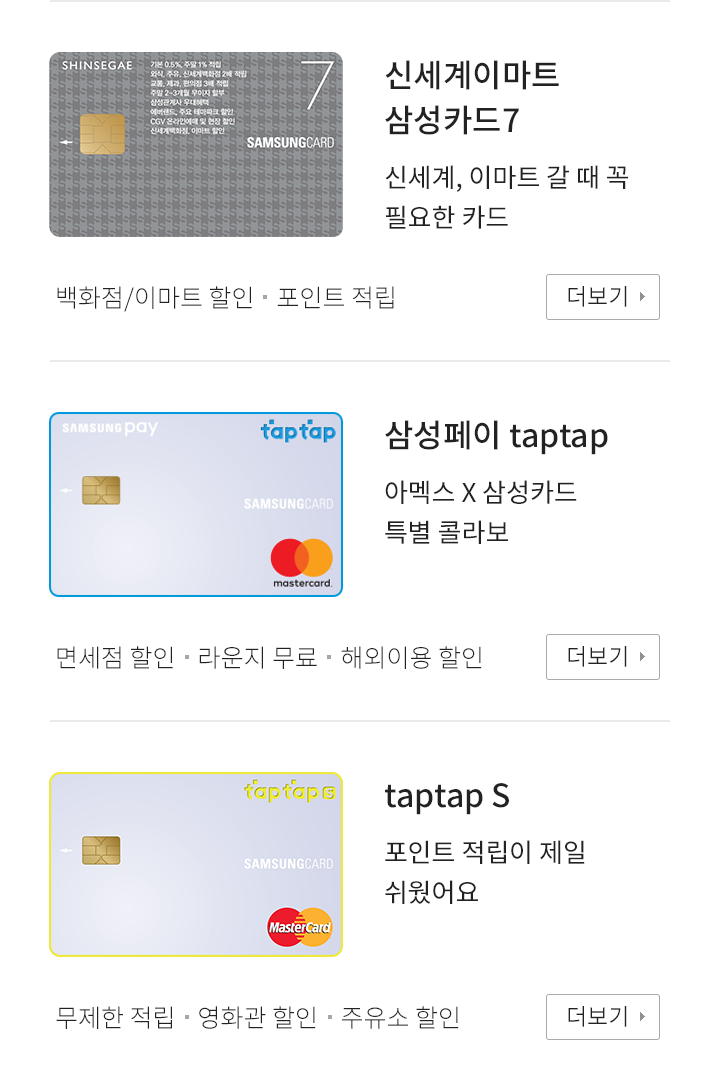 SHINSEGAE
기본 0.5%, 주말 1% 적립
외식, 주유, 신세계백화점 2배 적립
교통, 제과, 편의점 3배 적립
주말 2~3개월 무이자 할부
삼성관계사 우대혜택
에버랜드, 주요 테마파크 할인
CGV 온라인예매 및 현장 할인
신세계백화점, 이마트 할인
7
SAMSUNGCARD
신세계이마트
삼성카드7
신세계, 이마트 갈 때 꼭
필요한 카드
백화점/이마트 할인 ▪ 포인트 적립
더보기
SAMSUNG pay
taptap
SAMSUNGCARD
mastercard.
삼성페이 taptap
아멕스 X 삼성카드
특별 콜라보
면세점 할인 ▪ 라운지 무료 ▪ 해외이용 할인
더보기
taptap S
SAMSUNGCARD
MasterCard
taptap S
포인트 적립이 제일
쉬웠어요
무제한 적립 ▪ 영화관 할인 ▪ 주유소 할인
더보기